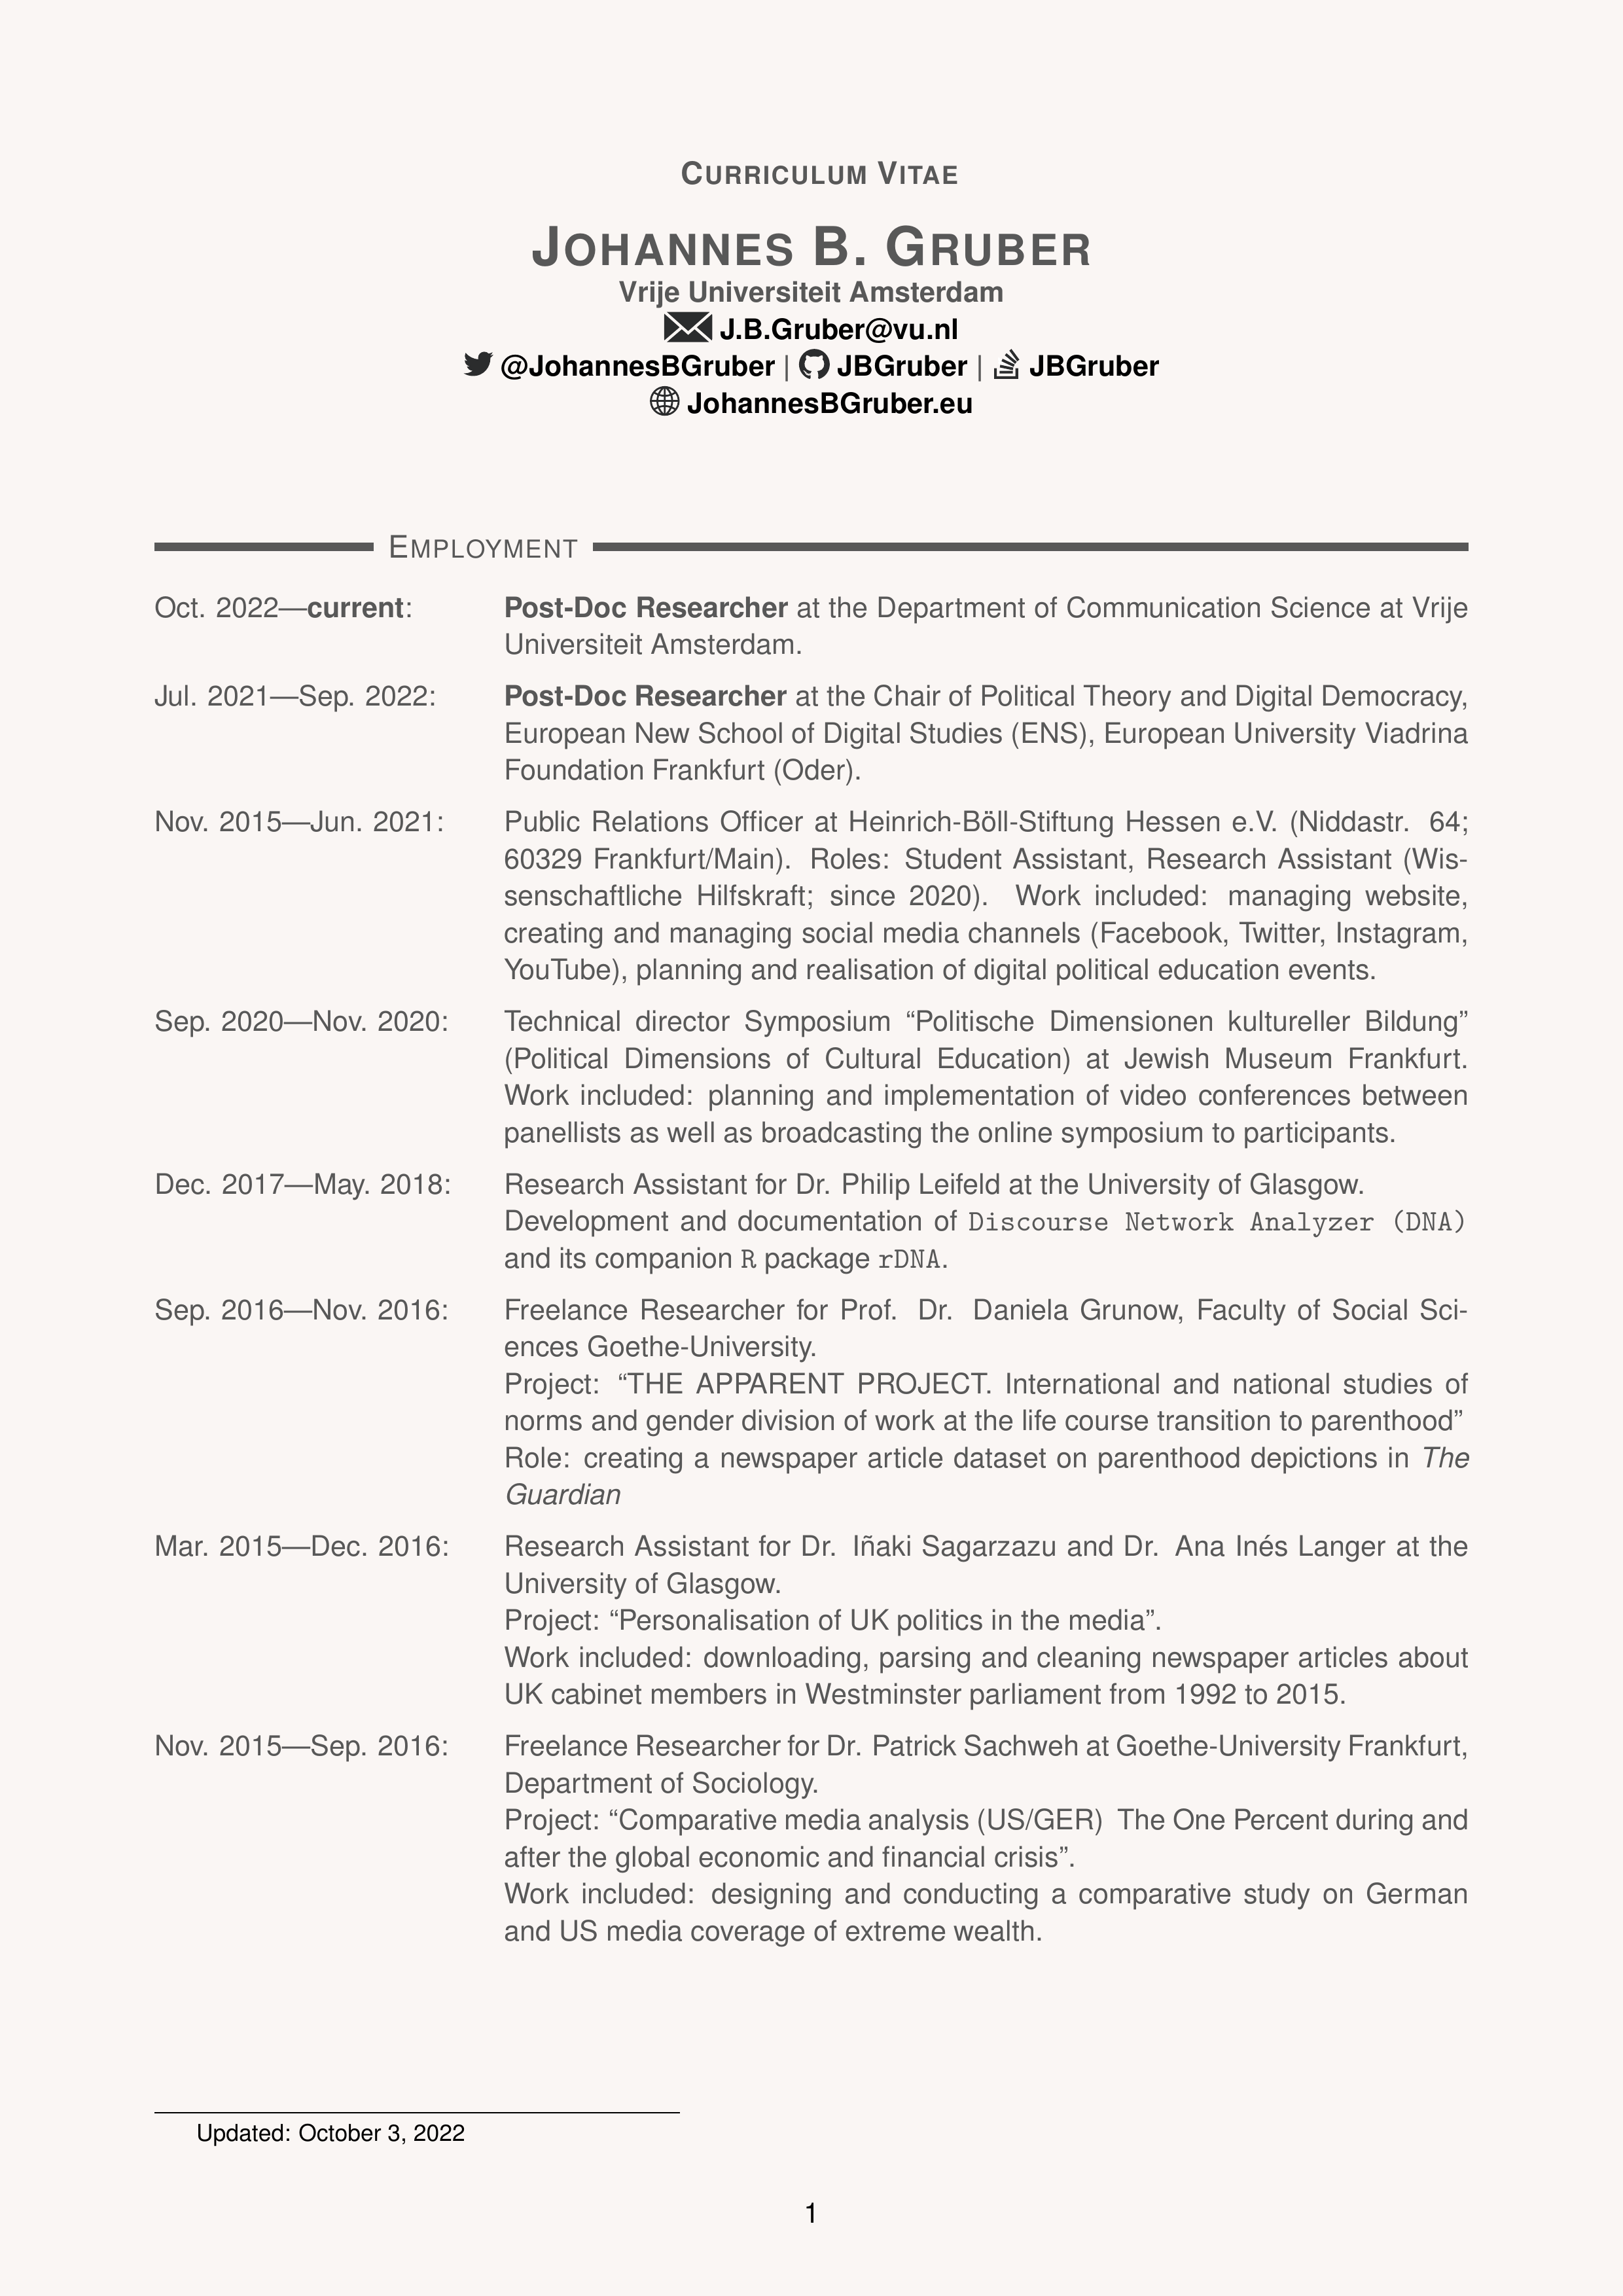 CURRICULUM VITAE
JOHANNES B. GRUBER
Vrije Universiteit Amsterdam
J.B.Gruber@vu.nl
@JohannesBGruber | JBGruber | JBGruber
JohannesBGruber.eu
EMPLOYMENT
Oct. 2022—current: Post-Doc Researcher at the Department of Communication Science at Vrije
Universiteit Amsterdam.
Jul. 2021—Sep. 2022: Post-Doc Researcher at the Chair of Political Theory and Digital Democracy,
European New School of Digital Studies (ENS), European University Viadrina
Foundation Frankfurt (Oder).
Nov. 2015—Jun. 2021: Public Relations Officer at Heinrich-Böll-Stiftung Hessen e.V. (Niddastr. 64;
60329 Frankfurt/Main). Roles: Student Assistant, Research Assistant (Wis-
senschaftliche Hilfskraft; since 2020). Work included: managing website,
creating and managing social media channels (Facebook, Twitter, Instagram,
YouTube), planning and realisation of digital political education events.
Sep. 2020—Nov. 2020: Technical director Symposium “Politische Dimensionen kultureller Bildung”
(Political Dimensions of Cultural Education) at Jewish Museum Frankfurt.
Work included: planning and implementation of video conferences between
panellists as well as broadcasting the online symposium to participants.
Dec. 2017—May. 2018: Research Assistant for Dr. Philip Leifeld at the University of Glasgow.
Development and documentation of Discourse Network Analyzer (DNA)
and its companion R package rDNA.
Sep. 2016—Nov. 2016: Freelance Researcher for Prof. Dr. Daniela Grunow, Faculty of Social Sci-
ences Goethe-University.
Project: “THE APPARENT PROJECT. International and national studies of
norms and gender division of work at the life course transition to parenthood”
Role: creating a newspaper article dataset on parenthood depictions in The
Guardian
Mar. 2015—Dec. 2016: Research Assistant for Dr. Iñaki Sagarzazu and Dr. Ana Inés Langer at the
University of Glasgow.
Project: “Personalisation of UK politics in the media”.
Work included: downloading, parsing and cleaning newspaper articles about
UK cabinet members in Westminster parliament from 1992 to 2015.
Nov. 2015—Sep. 2016: Freelance Researcher for Dr. Patrick Sachweh at Goethe-University Frankfurt,
Department of Sociology.
Project: “Comparative media analysis (US/GER) The One Percent during and
after the global economic and financial crisis”.
Work included: designing and conducting a comparative study on German
and US media coverage of extreme wealth.
Updated: October 3, 2022
1